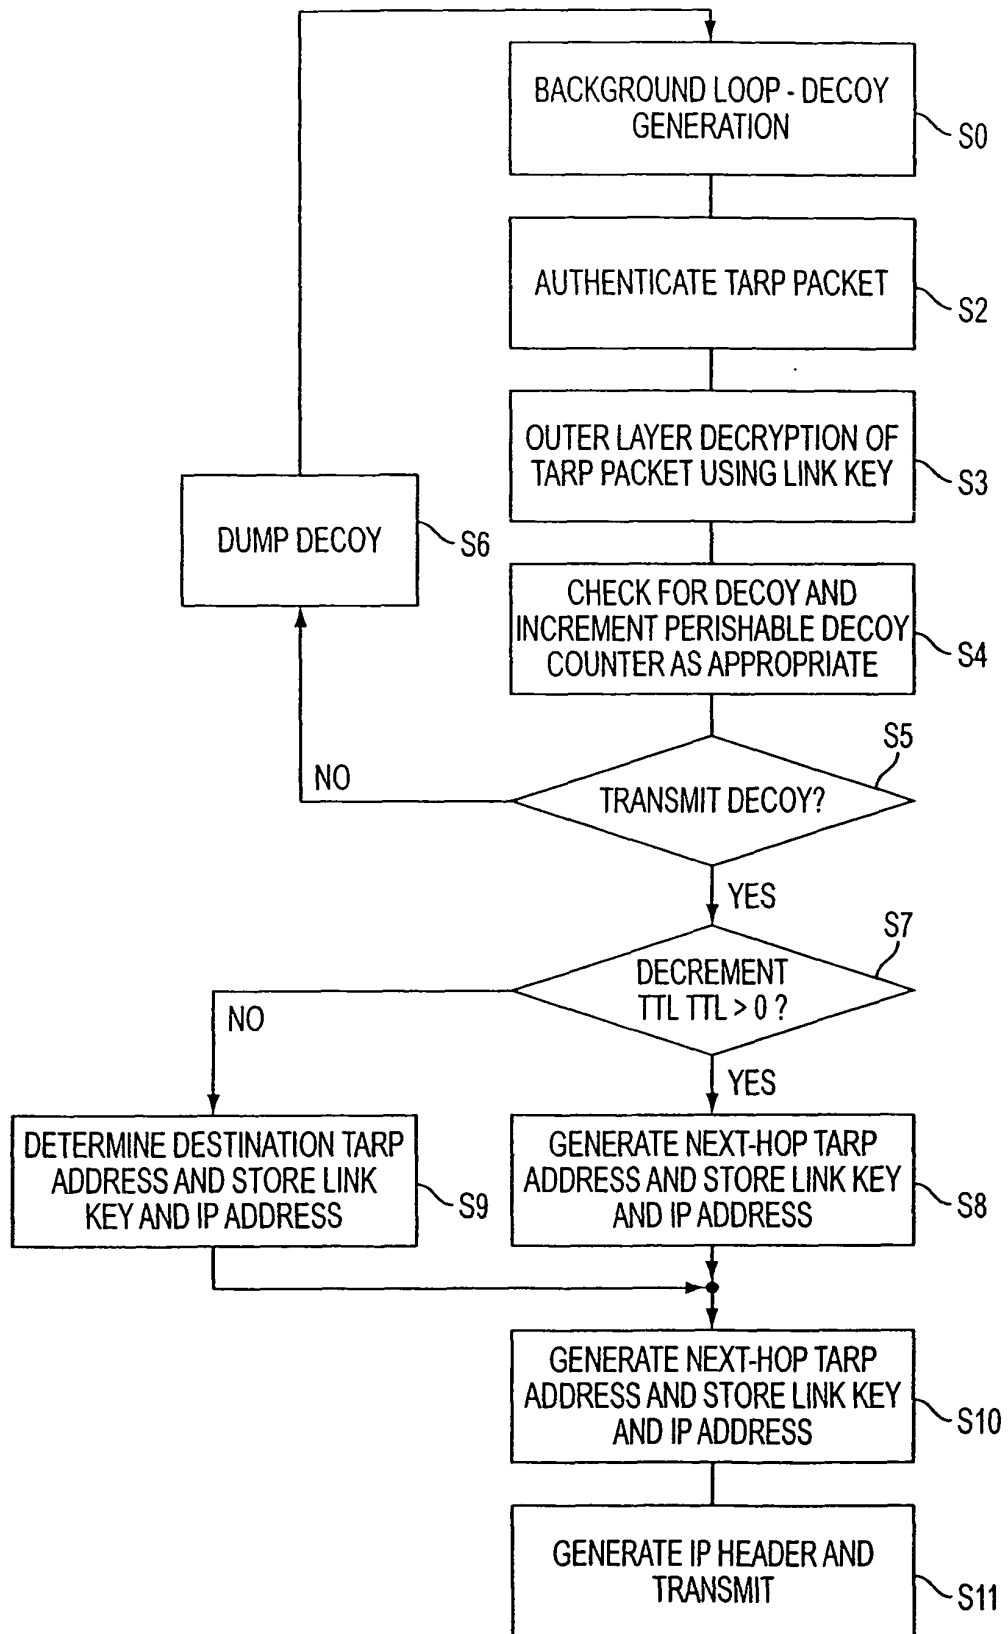 BACKGROUND LOOP - DECOY
GENERATION
S0
AUTHENTICATE TARP PACKET
S2
OUTER LAYER DECRYPTION OF
TARP PACKET USING LINK KEY
S3
DUMP DECOY
S6
CHECK FOR DECOY AND
INCREMENT PERISHABLE DECOY
COUNTER AS APPROPRIATE
S4
S5
TRANSMIT DECOY?
NO
YES
S7
DECREMENT
TTL TTL > 0 ?
NO
YES
DETERMINE DESTINATION TARP
ADDRESS AND STORE LINK
KEY AND IP ADDRESS
S9
GENERATE NEXT-HOP TARP
ADDRESS AND STORE LINK KEY
AND IP ADDRESS
S8
GENERATE NEXT-HOP TARP
ADDRESS AND STORE LINK KEY
AND IP ADDRESS
S10
GENERATE IP HEADER AND
TRANSMIT
S11